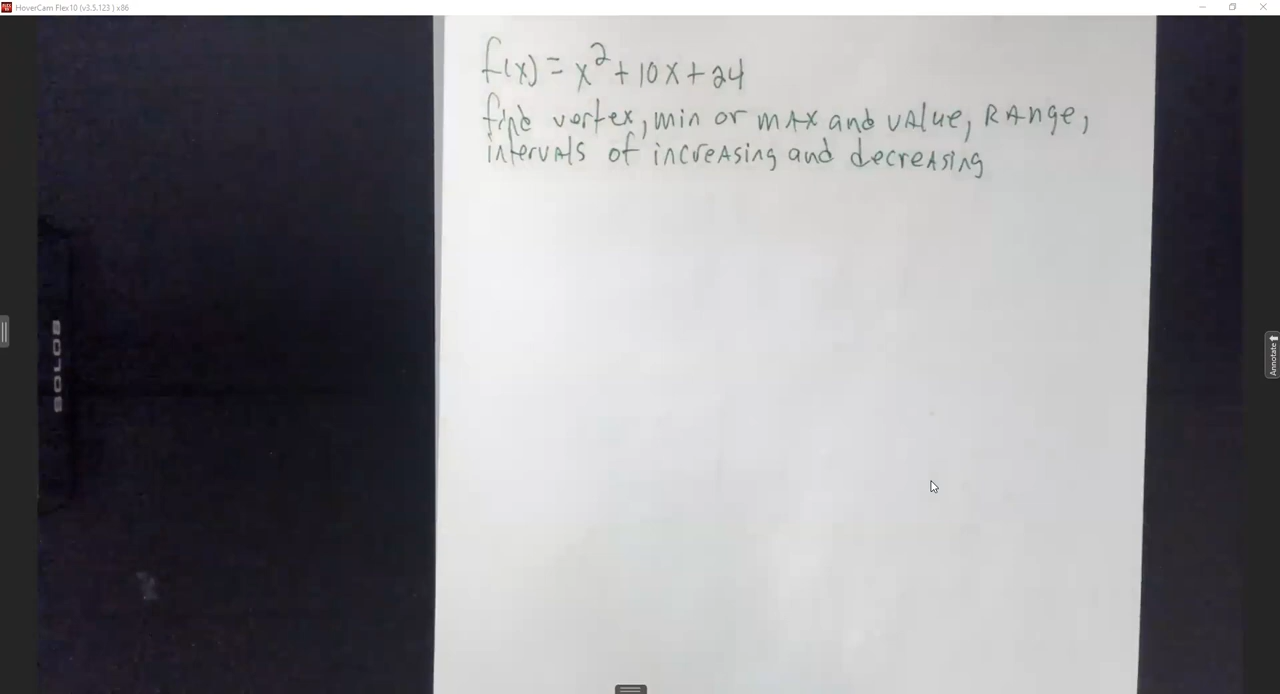 HoverCam Flex10 (v3.5.123) x86
f(x) = x² + 10x + 24
find vertex, min or mAx and vAlue, RAnge,
intervAls of increAsing and decreAsing
SOLO8
Annotate